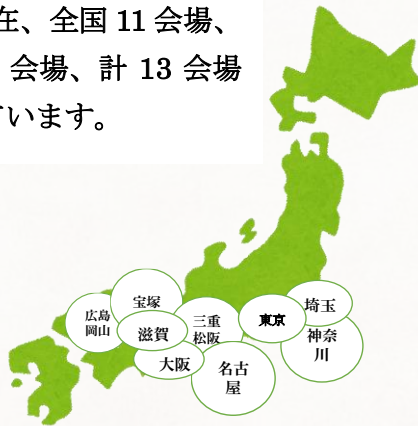 在、全国 11 会場、
会場、計 13 会場
ています。
宝塚
広島
岡山
滋賀
三重
松阪
東京
埼玉
神奈
川
大阪
名古
屋